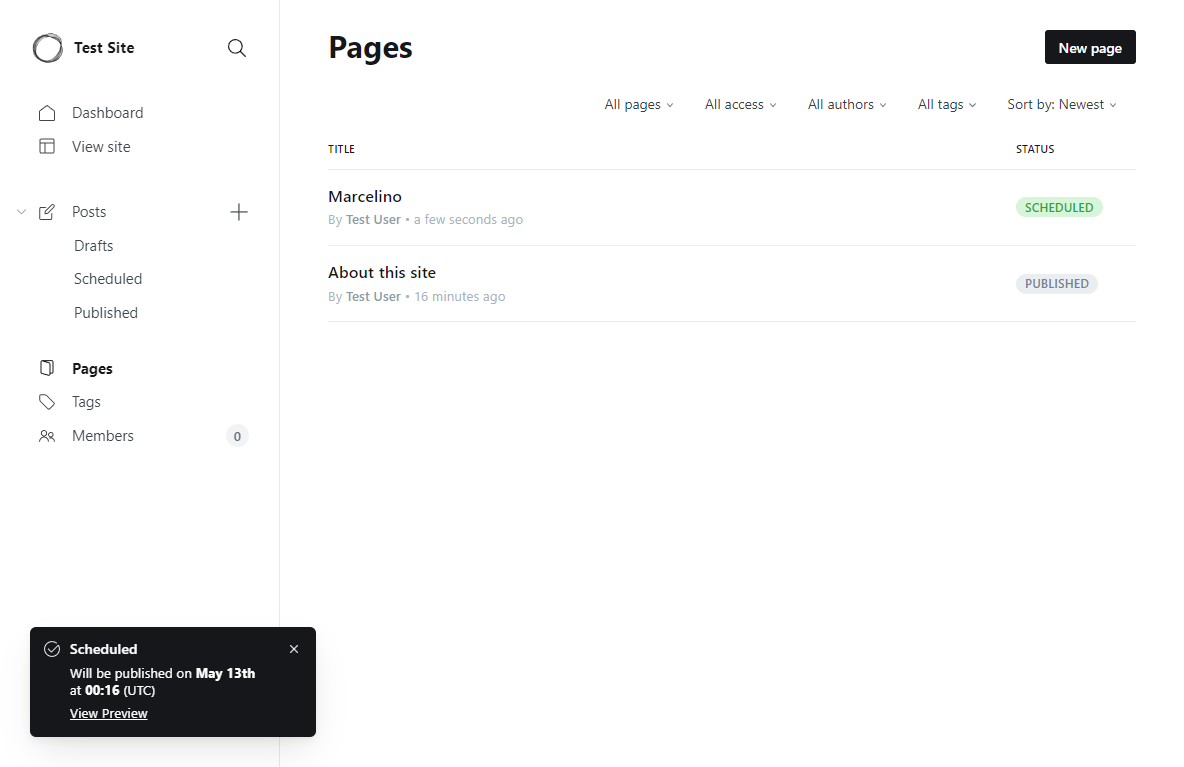 Test Site
Dashboard
View site
Posts
Drafts
Scheduled
Published
Pages
Tags
Members 0
Pages
New page
All pages All access All authors All tags Sort by: Newest
TITLE STATUS
Marcelino
By Test User • a few seconds ago
SCHEDULED
About this site
By Test User • 16 minutes ago
PUBLISHED
Scheduled
Will be published on May 13th
at 00:16 (UTC)
View Preview